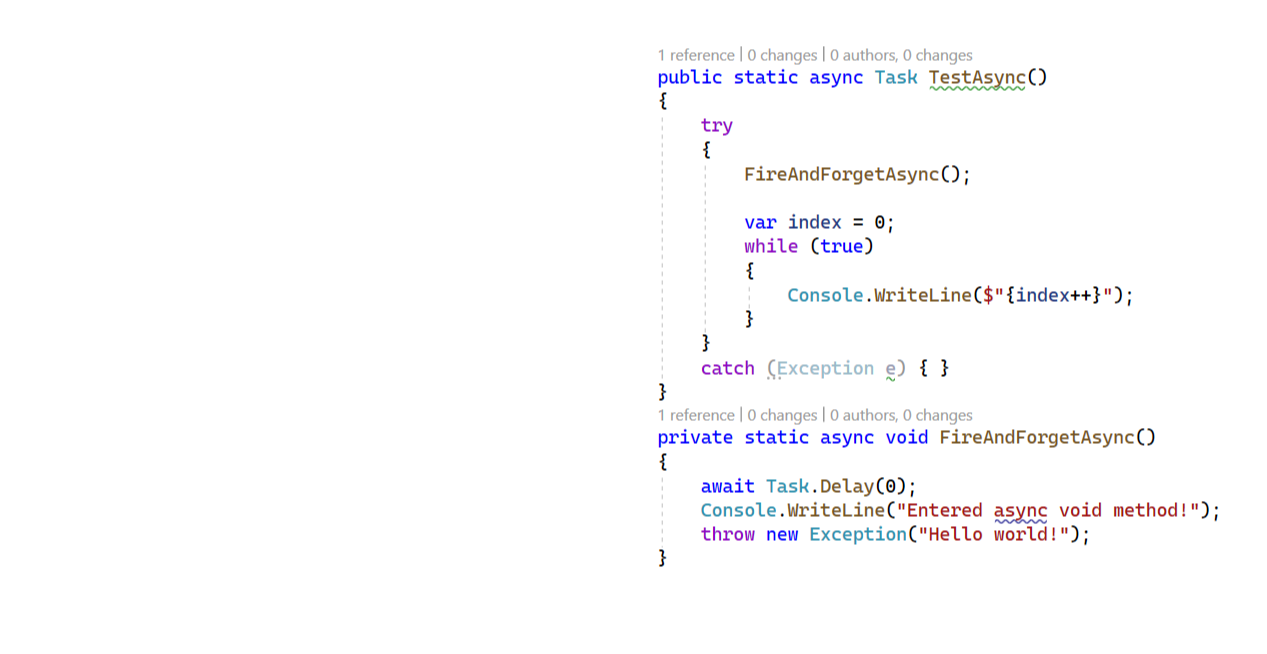 1 reference | 0 changes | 0 authors, 0 changes
public static async Task TestAsync()
{
    try
    {
        FireAndForgetAsync();

        var index = 0;
        while (true)
        {
            Console.WriteLine($"{index++}");
        }
    }
    catch (Exception e) { }
}
1 reference | 0 changes | 0 authors, 0 changes
private static async void FireAndForgetAsync()
{
    await Task.Delay(0);
    Console.WriteLine("Entered async void method!");
    throw new Exception("Hello world!");
}